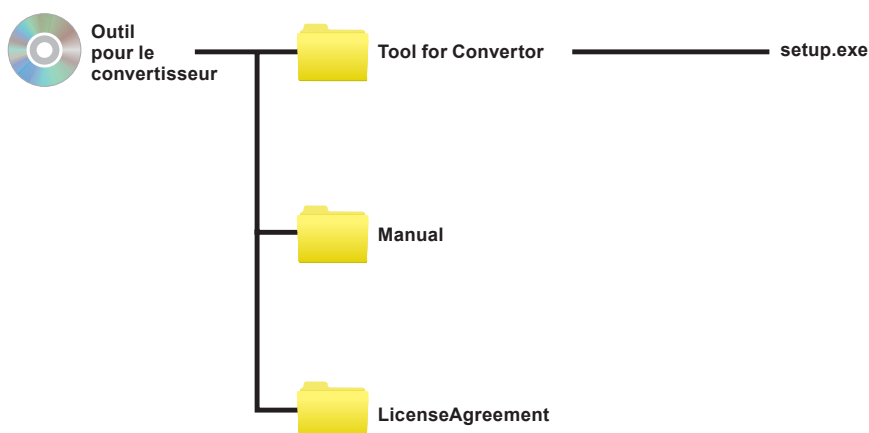 Outil
pour le
convertisseur
Tool for Convertor
setup.exe
Manual
LicenseAgreement